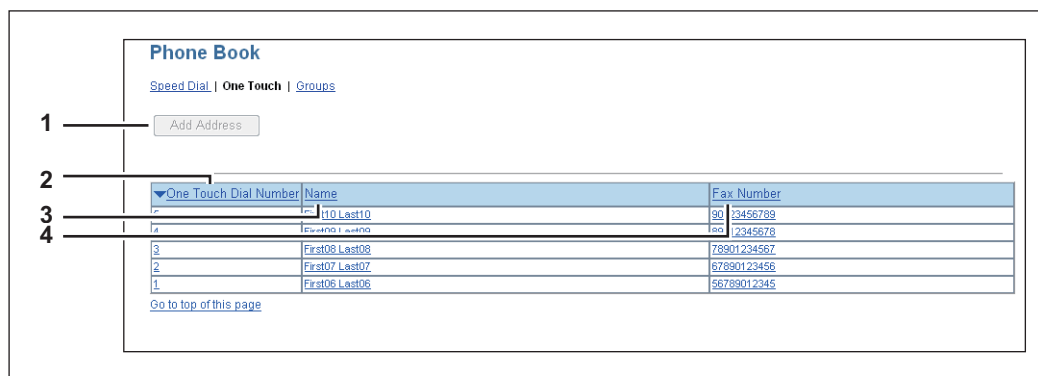 Phone Book
Speed Dial | One Touch | Groups
1
Add Address
2
One Touch Dial Number Name Fax Number
3
Last10
4
3 First08 Last08 78901234567
2 First07 Last07 67890123456
1 First06 Last06 56789012345
Go to top of this page